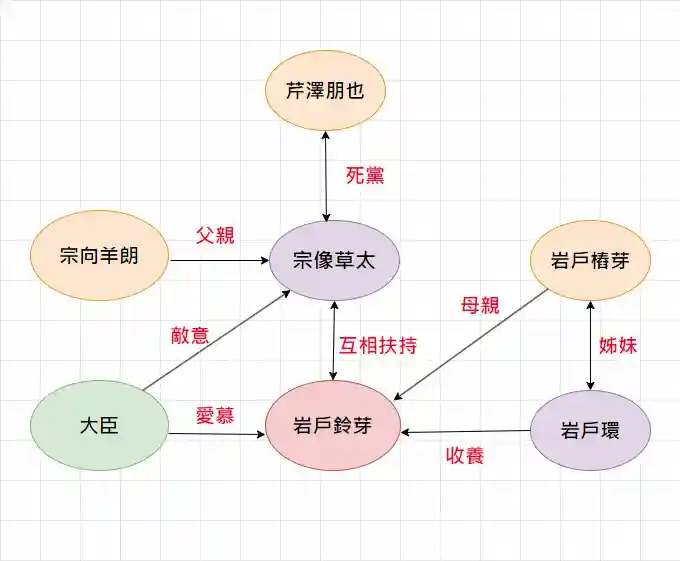 芹澤朋也
死黨
父親
宗向羊朗
宗像草太
岩戶椿芽
母親
敵意
互相扶持
姊妹
愛慕
大臣
岩戶鈴芽
岩戶環
收養